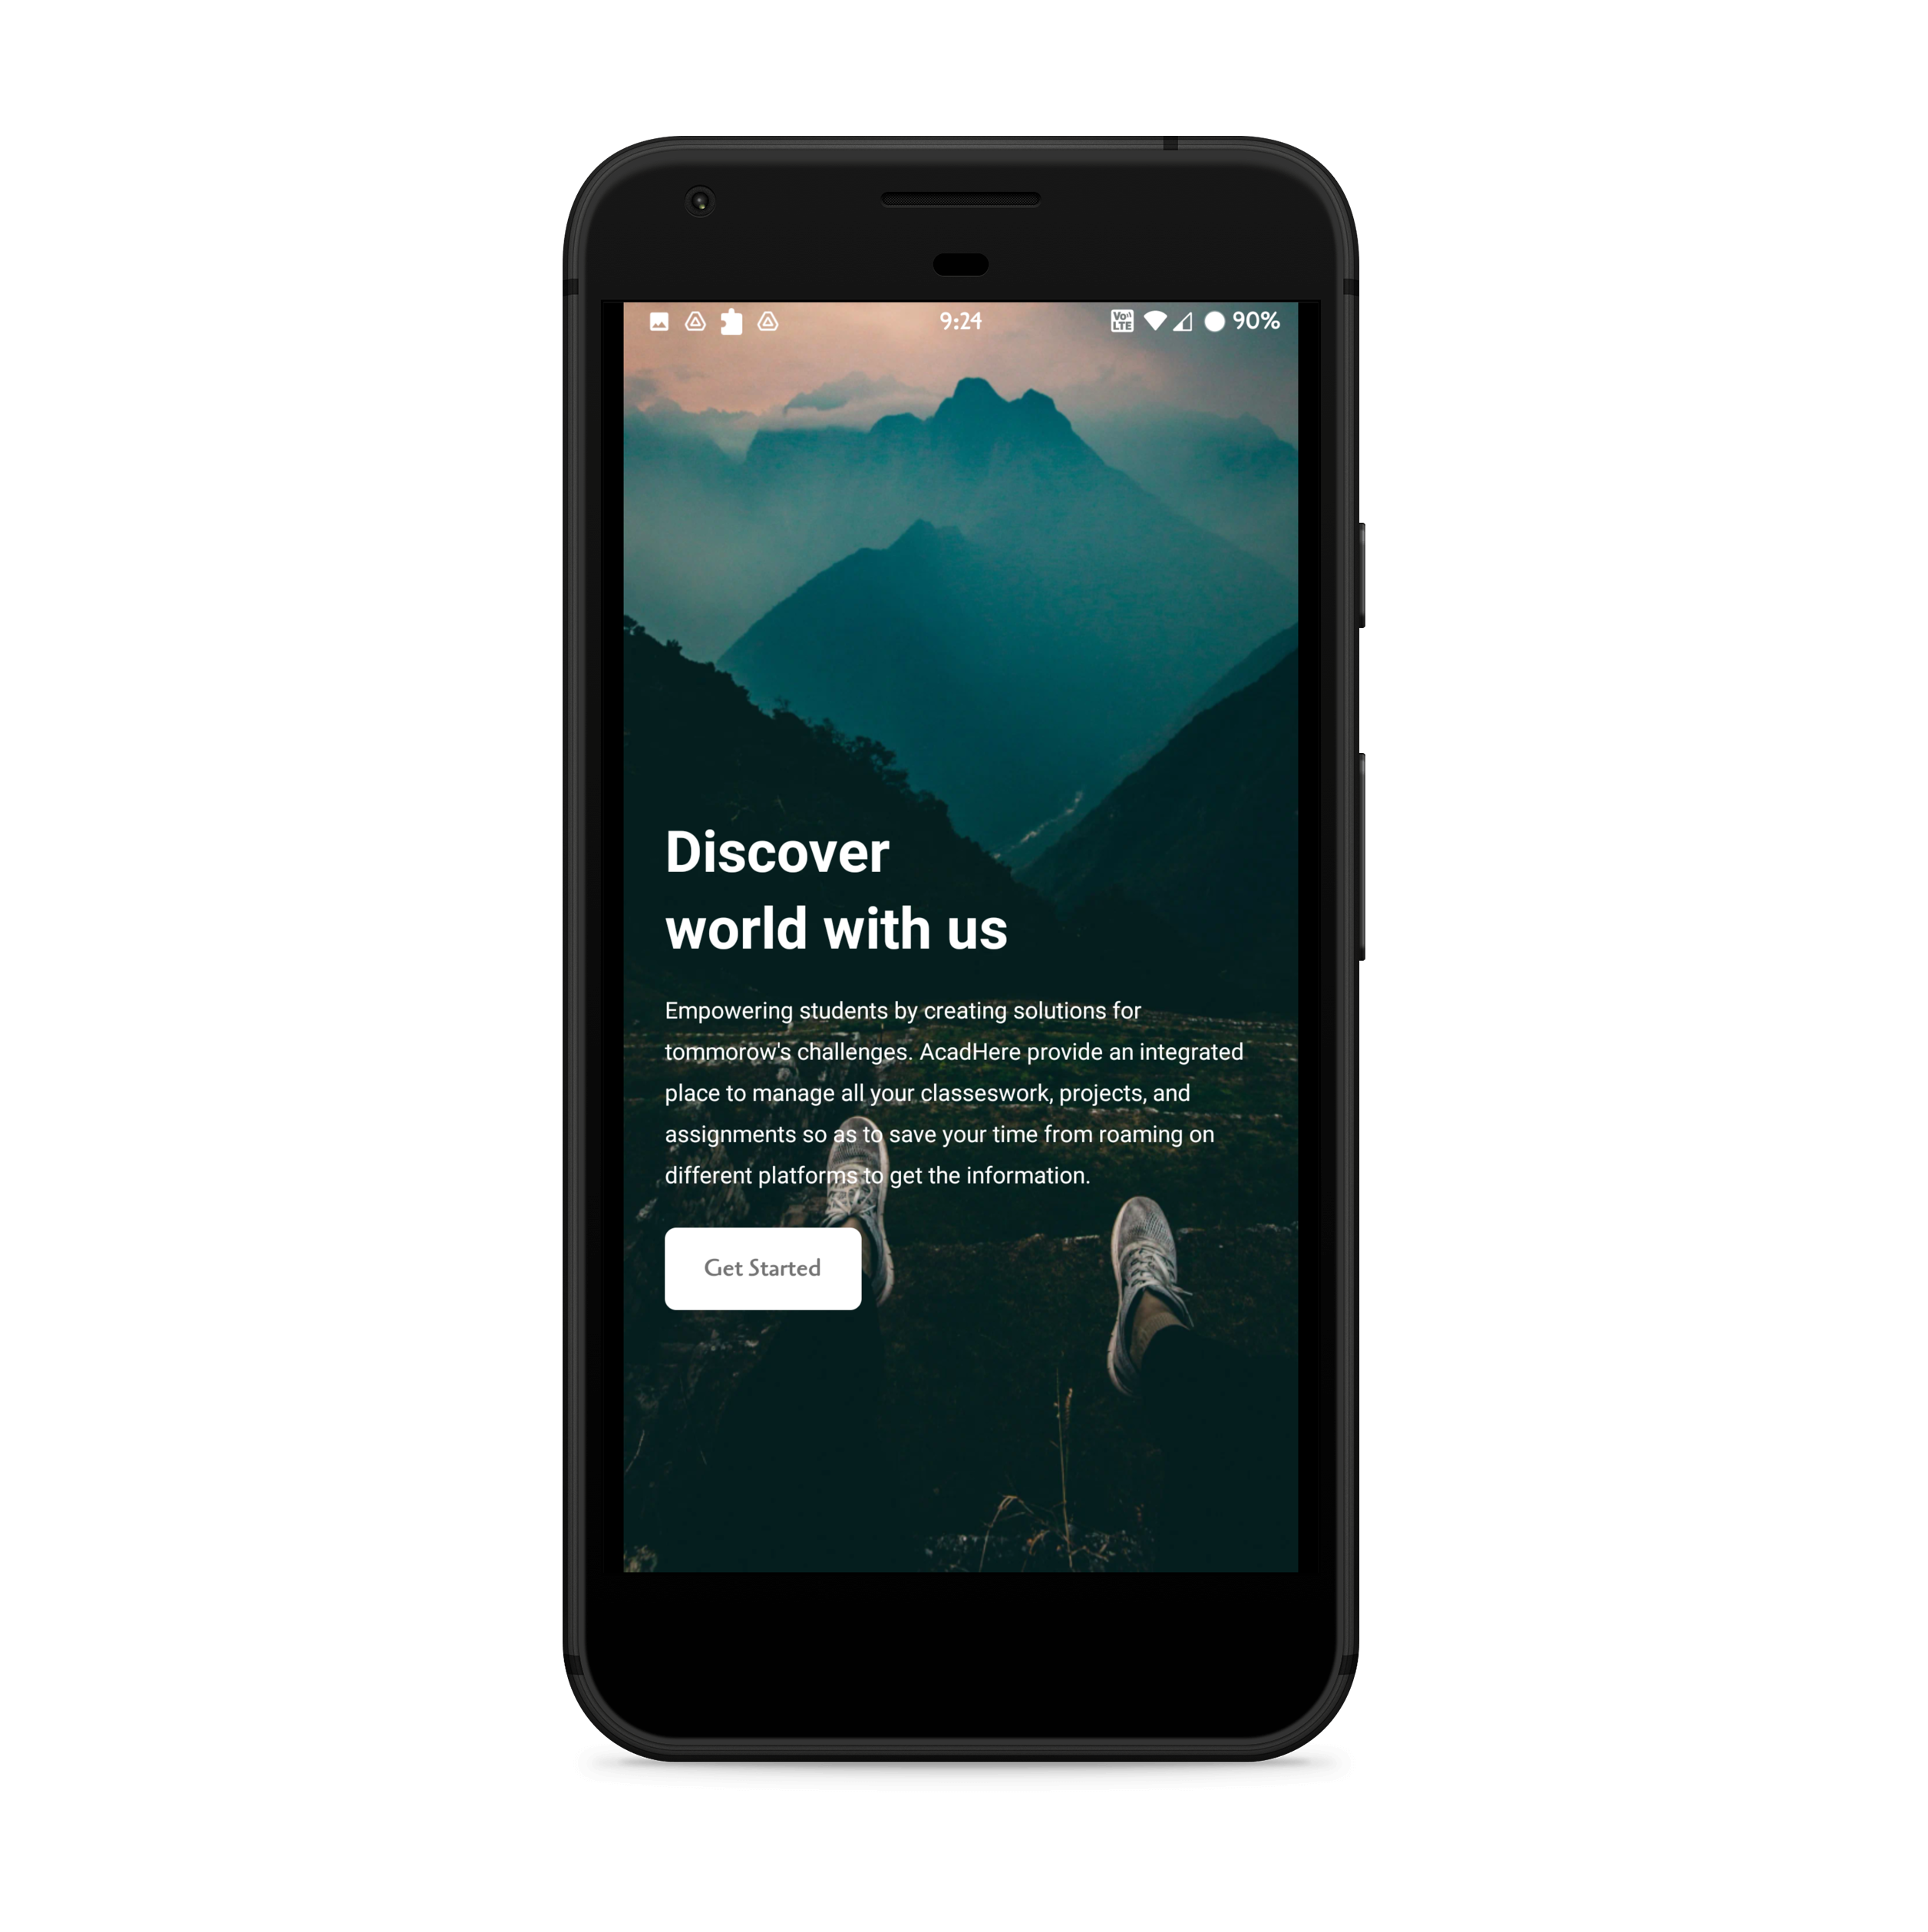 9:24
VoLTE
90%
Discover
world with us
Empowering students by creating solutions for
tommorow's challenges. AcadHere provide an integrated
place to manage all your classeswork, projects, and
assignments so as to save your time from roaming on
different platforms to get the information.
Get Started